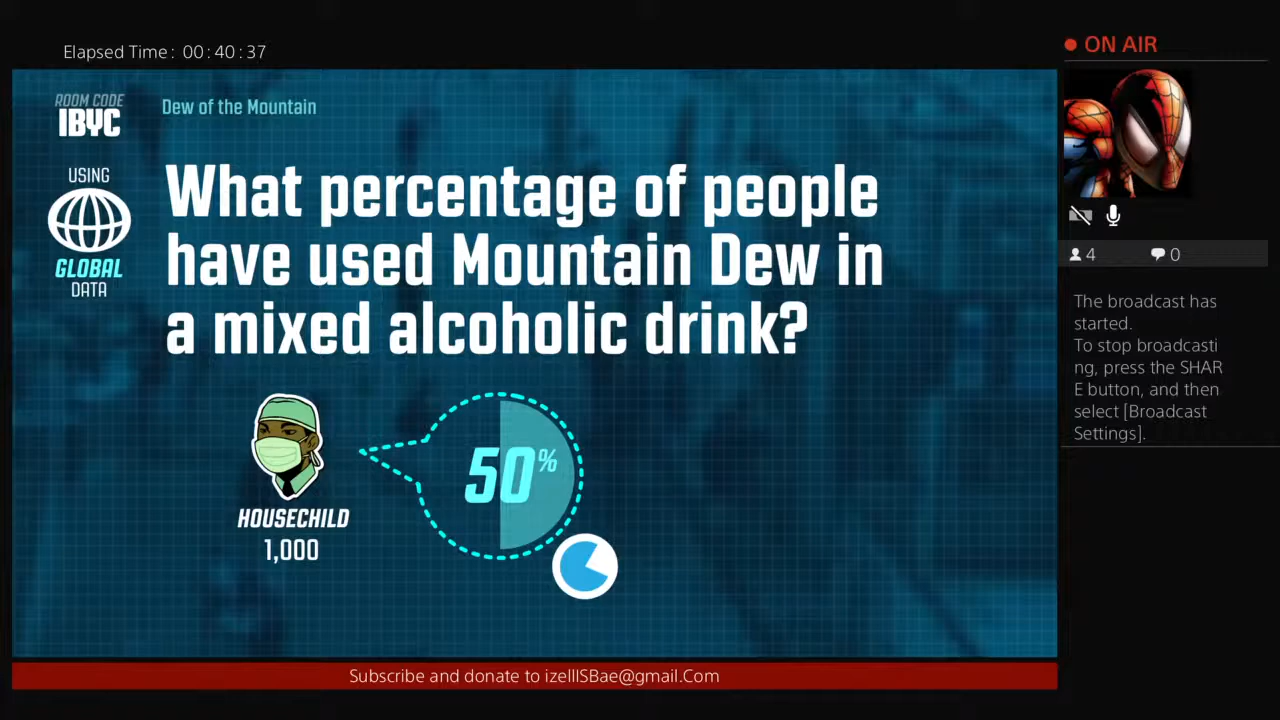 Elapsed Time: 00:40:37
ON AIR
ROOM CODE
IBYC
Dew of the Mountain
USING
GLOBAL
DATA
What percentage of people
have used Mountain Dew in
a mixed alcoholic drink?
50%
HOUSECHILD
1,000
4
0
The broadcast has
started.
To stop broadcasti
ng, press the SHAR
E button, and then
select [Broadcast
Settings].
Subscribe and donate to izellISBae@gmail.Com